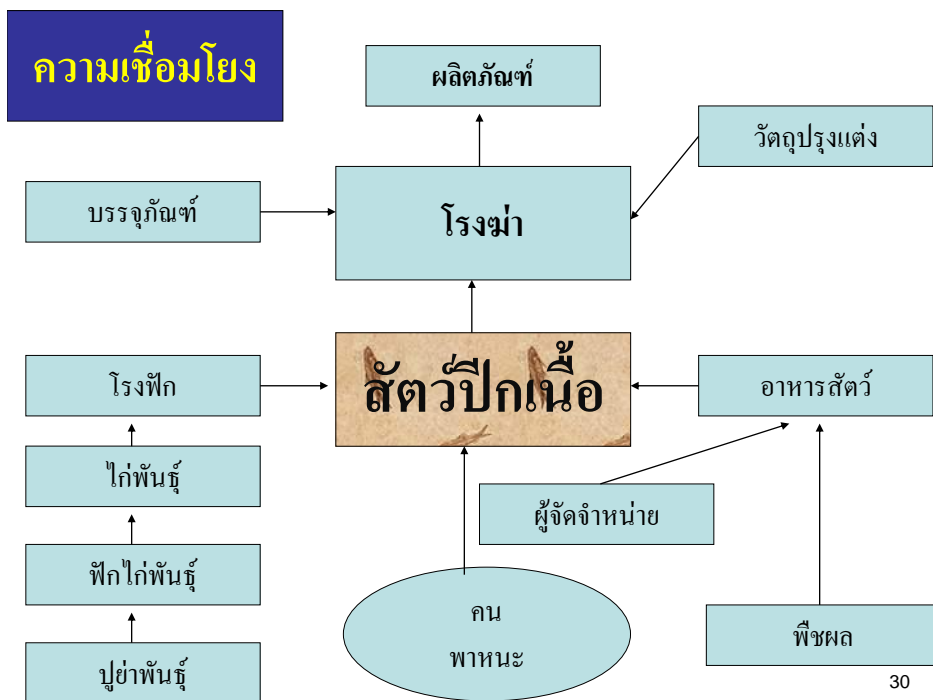 ความเชื่อมโยง
ผลิตภัณฑ์
วัตถุปรุงแต่ง
บรรจุภัณฑ์
โรงฆ่า
โรงฟัก
สัตว์ปีกเนื้อ
อาหารสัตว์
ไก่พันธุ์
ผู้จัดจำหน่าย
ฟักไก่พันธุ์
คน
พาหนะ
พืชผล
ปู่ย่าพันธุ์
30